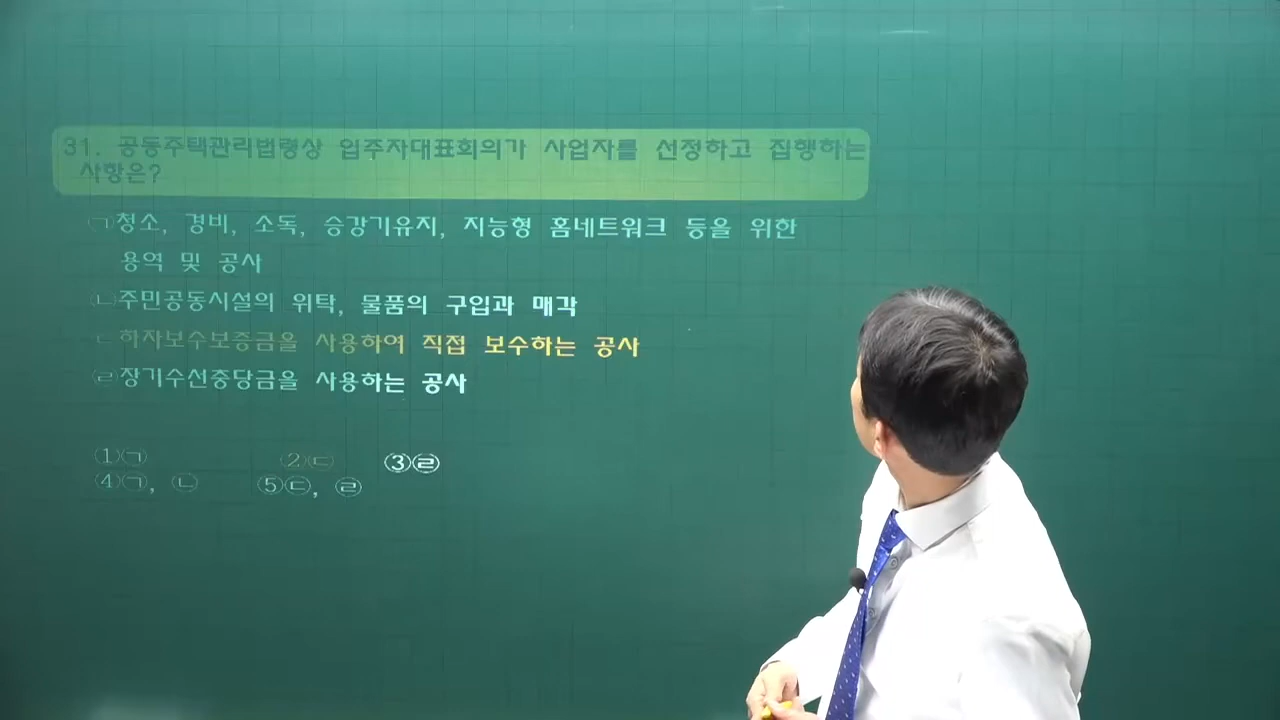 31. 공동주택관리법령상 입주자대표회의가 사업자를 선정하고 집행하는
사항은?
㉠청소, 경비, 소독, 승강기유지, 지능형 홈네트워크 등을 위한
용역 및 공사
㉡주민공동시설의 위탁, 물품의 구입과 매각
㉢하자보수보증금을 사용하여 직접 보수하는 공사
㉣장기수선충당금을 사용하는 공사
①㉠ ②㉢ ③㉣
④㉠, ㉡ ⑤㉢, ㉣